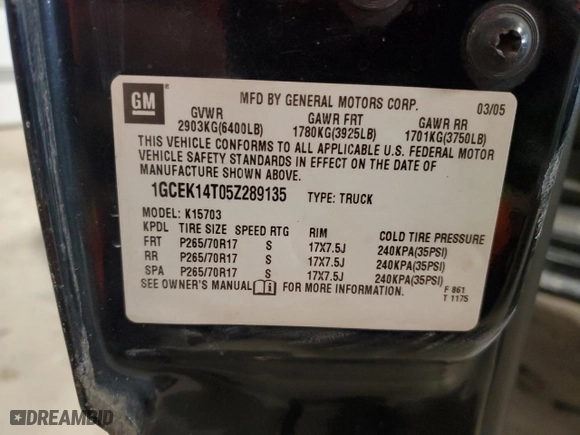 GM
MFD BY GENERAL MOTORS CORP. 03/05
GVWR GAWR FRT GAWR RR
2903KG(6400LB) 1780KG(3925LB) 1701KG(3750LB)
THIS VEHICLE CONFORMS TO ALL APPLICABLE U.S. FEDERAL MOTOR
VEHICLE SAFETY STANDARDS IN EFFECT ON THE DATE OF
MANUFACTURE SHOWN ABOVE.
1GCEK14T05Z289135 TYPE: TRUCK
MODEL: K15703
KPDL TIRE SIZE SPEED RTG RIM COLD TIRE PRESSURE
FRT P265/70R17 S 17X7.5J 240KPA(35PSI)
RR P265/70R17 S 17X7.5J 240KPA(35PSI)
SPA P265/70R17 S 17X7.5J 240KPA(35PSI)
SEE OWNER'S MANUAL FOR MORE INFORMATION.
F 861
T 1175
DREAMBID